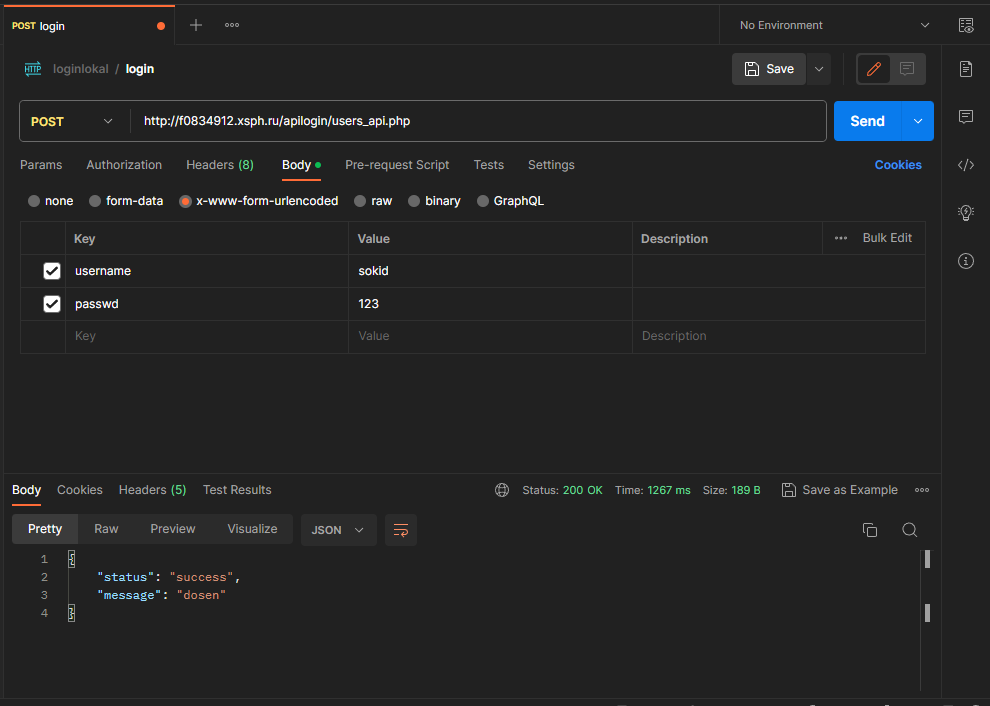 POST login
No Environment
HTTP loginlokal / login
Save
POST http://f0834912.xsph.ru/apilogin/users_api.php Send
Params Authorization Headers (8) Body Pre-request Script Tests Settings Cookies
none form-data x-www-form-urlencoded raw binary GraphQL
Key Value Description Bulk Edit
username sokid
passwd 123
Key Value Description
Body Cookies Headers (5) Test Results Status: 200 OK Time: 1267 ms Size: 189 B Save as Example
Pretty Raw Preview Visualize JSON
1 {
2 "status": "success",
3 "message": "dosen"
4 }